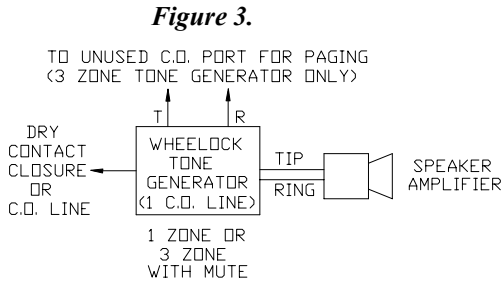 Figure 3.
TO UNUSED C.O. PORT FOR PAGING
(3 ZONE TONE GENERATOR ONLY)
T R
DRY
CONTACT
CLOSURE
OR
C.O. LINE
WHEELOCK
TONE
GENERATOR
(1 C.O. LINE)
TIP
RING
SPEAKER
AMPLIFIER
1 ZONE OR
3 ZONE
WITH MUTE